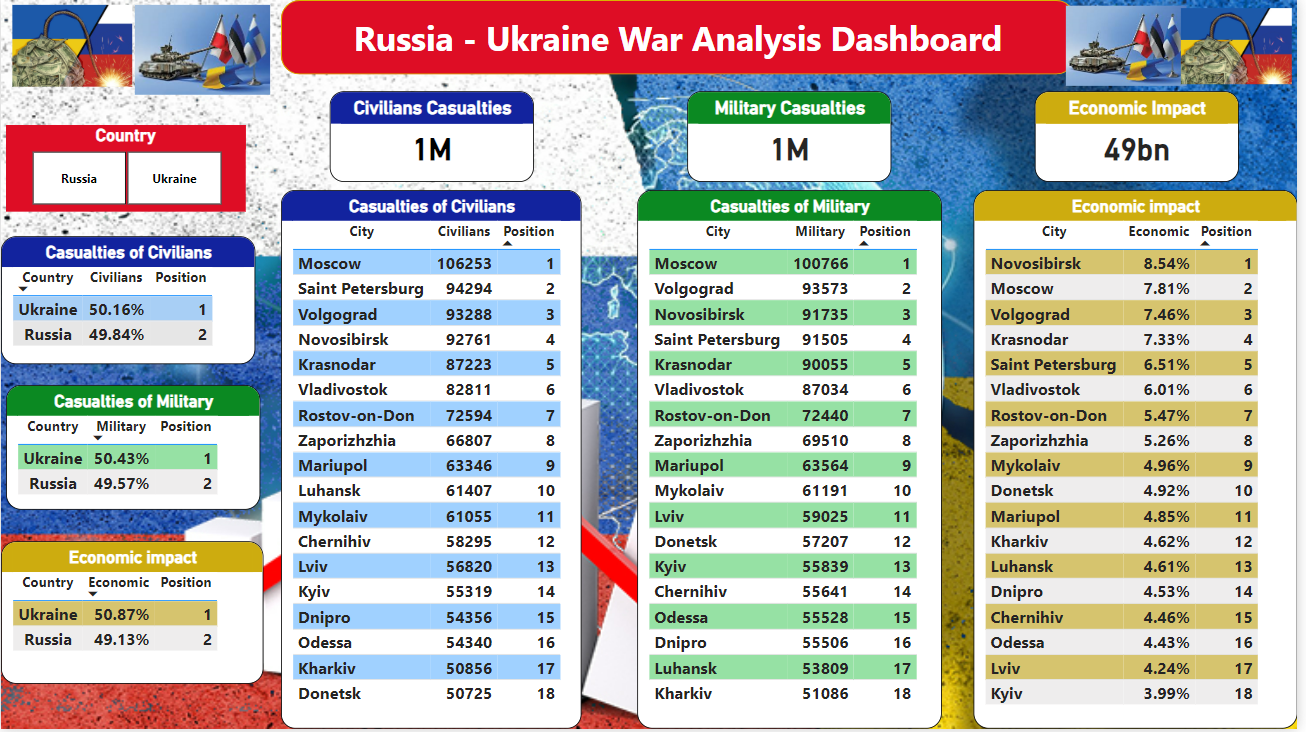 Russia - Ukraine War Analysis Dashboard
Country
Russia Ukraine
Civilians Casualties
1M
Military Casualties
1M
Economic Impact
49bn
Casualties of Civilians
Country Civilians Position
Ukraine 50.16% 1
Russia 49.84% 2
Casualties of Military
Country Military Position
Ukraine 50.43% 1
Russia 49.57% 2
Economic impact
Country Economic Position
Ukraine 50.87% 1
Russia 49.13% 2
Casualties of Civilians
City Civilians Position
Moscow 106253 1
Saint Petersburg 94294 2
Volgograd 93288 3
Novosibirsk 92761 4
Krasnodar 87223 5
Vladivostok 82811 6
Rostov-on-Don 72594 7
Zaporizhzhia 66807 8
Mariupol 63346 9
Luhansk 61407 10
Mykolaiv 61055 11
Chernihiv 58295 12
Lviv 56820 13
Kyiv 55319 14
Dnipro 54356 15
Odessa 54340 16
Kharkiv 50856 17
Donetsk 50725 18
Casualties of Military
City Military Position
Moscow 100766 1
Volgograd 93573 2
Novosibirsk 91735 3
Saint Petersburg 91505 4
Krasnodar 90055 5
Vladivostok 87034 6
Rostov-on-Don 72440 7
Zaporizhzhia 69510 8
Mariupol 63564 9
Mykolaiv 61191 10
Lviv 59025 11
Donetsk 57207 12
Kyiv 55839 13
Chernihiv 55641 14
Odessa 55528 15
Dnipro 55506 16
Luhansk 53809 17
Kharkiv 51086 18
Economic impact
City Economic Position
Novosibirsk 8.54% 1
Moscow 7.81% 2
Volgograd 7.46% 3
Krasnodar 7.33% 4
Saint Petersburg 6.51% 5
Vladivostok 6.01% 6
Rostov-on-Don 5.47% 7
Zaporizhzhia 5.26% 8
Mykolaiv 4.96% 9
Donetsk 4.92% 10
Mariupol 4.85% 11
Kharkiv 4.62% 12
Luhansk 4.61% 13
Dnipro 4.53% 14
Chernihiv 4.46% 15
Odessa 4.43% 16
Lviv 4.24% 17
Kyiv 3.99% 18